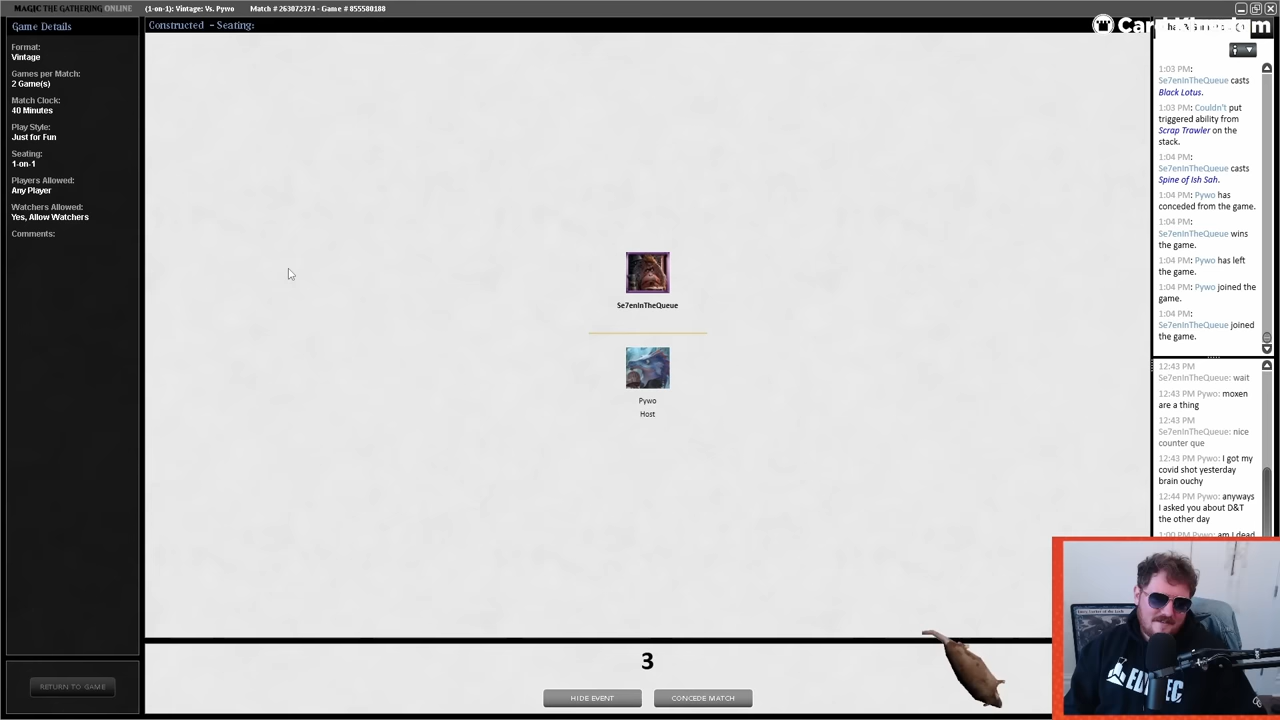 MAGIC THE GATHERING ONLINE
(1-on-1): Vintage: Vs. Pywo
Match # 263072374 - Game # 855580188
Game Details
Format:
Vintage
Games per Match:
2 Game(s)
Match Clock:
40 Minutes
Play Style:
Just for Fun
Seating:
1-on-1
Players Allowed:
Any Player
Watchers Allowed:
Yes, Allow Watchers
Comments:
RETURN TO GAME
Constructed - Seating:
Se7enInTheQueue
Pywo
Host
3
HIDE EVENT
CONCEDE MATCH
1:03 PM:
Se7enInTheQueue casts
Black Lotus.
1:03 PM: Couldn't put
triggered ability from
Scrap Trawler on the
stack.
1:04 PM:
Se7enInTheQueue casts
Spine of Ish Sah.
1:04 PM: Pywo has
conceded from the game.
1:04 PM:
Se7enInTheQueue wins
the game.
1:04 PM: Pywo has left
the game.
1:04 PM: Pywo joined the
game.
1:04 PM:
Se7enInTheQueue joined
the game.
12:43 PM
Se7enInTheQueue: wait
12:43 PM Pywo: moxen
are a thing
12:43 PM
Se7enInTheQueue: nice
counter que
12:43 PM Pywo: I got my
covid shot yesterday
brain ouchy
12:44 PM Pywo: anyways
I asked you about D&T
the other day
1:00 PM Pywo: am I dead